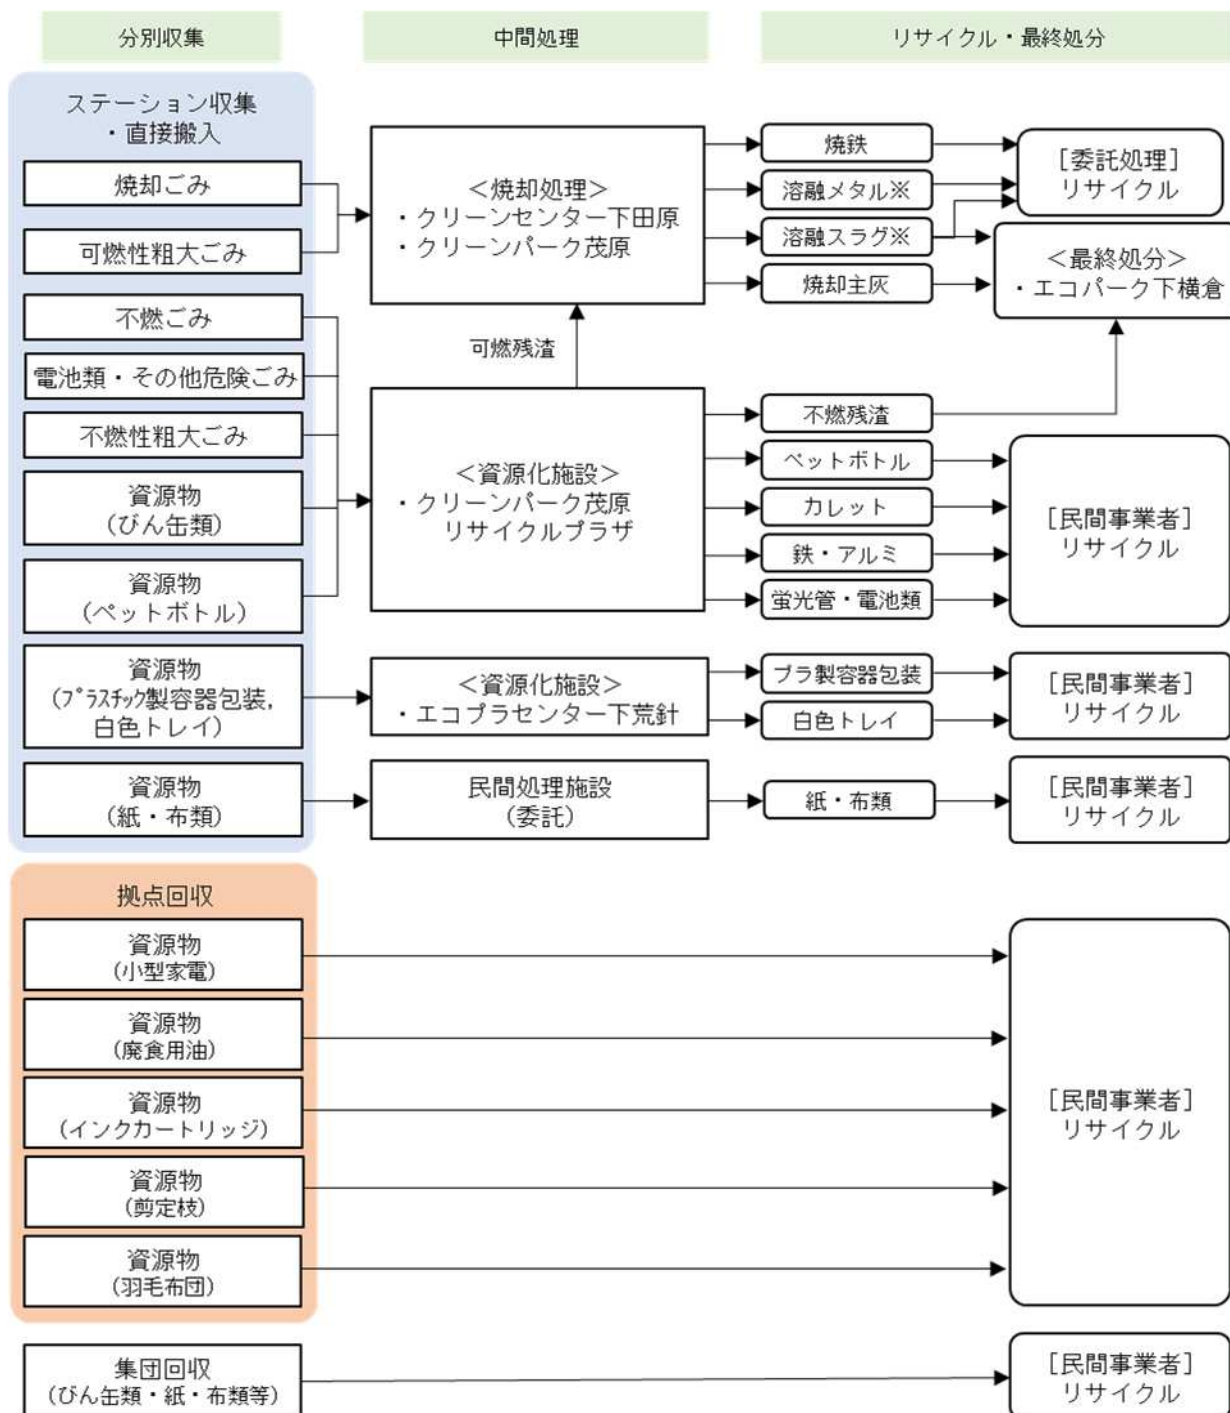 分別収集
中間処理
リサイクル・最終処分
ステーション収集
・直接搬入
焼却ごみ
可燃性粗大ごみ
不燃ごみ
電池類・その他危険ごみ
不燃性粗大ごみ
資源物
(びん缶類)
資源物
(ペットボトル)
資源物
(プラスチック製容器包装,
白色トレイ)
資源物
(紙・布類)
<焼却処理>
・クリーンセンター下田原
・クリーンパーク茂原
可燃残渣
<資源化施設>
・クリーンパーク茂原
リサイクルプラザ
<資源化施設>
・エコプラセンター下荒針
民間処理施設
(委託)
焼鉄
溶融メタル※
溶融スラグ※
焼却主灰
不燃残渣
ペットボトル
カレット
鉄・アルミ
蛍光管・電池類
プラ製容器包装
白色トレイ
紙・布類
[委託処理]
リサイクル
<最終処分>
・エコパーク下横倉
[民間事業者]
リサイクル
[民間事業者]
リサイクル
[民間事業者]
リサイクル
拠点回収
資源物
(小型家電)
資源物
(廃食用油)
資源物
(インクカートリッジ)
資源物
(剪定枝)
資源物
(羽毛布団)
[民間事業者]
リサイクル
集団回収
(びん缶類・紙・布類等)
[民間事業者]
リサイクル